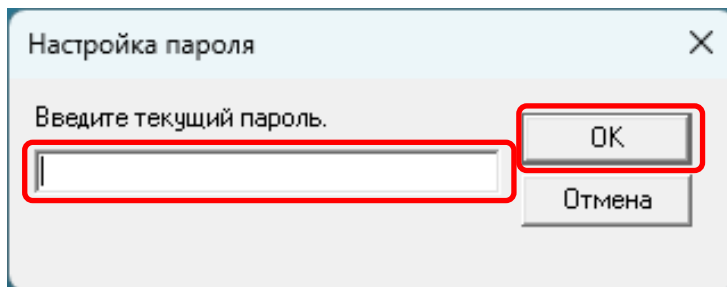 Настройка пароля
Введите текущий пароль.
OK
Отмена